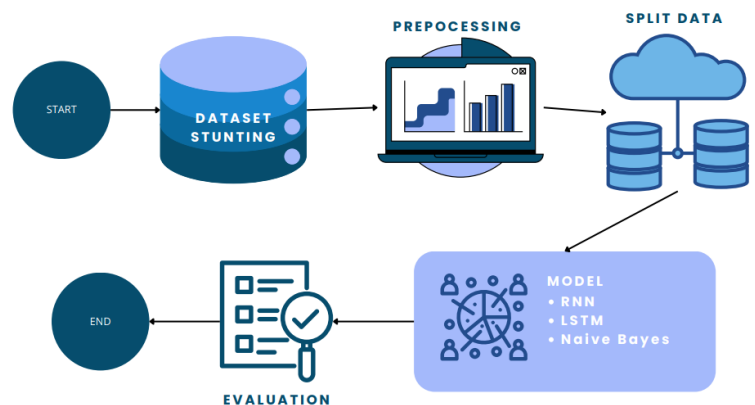 SPLIT DATA
PREPOCESSING
START
DATASET
STUNTING
MODEL
• RNN
• LSTM
• Naive Bayes
END
EVALUATION